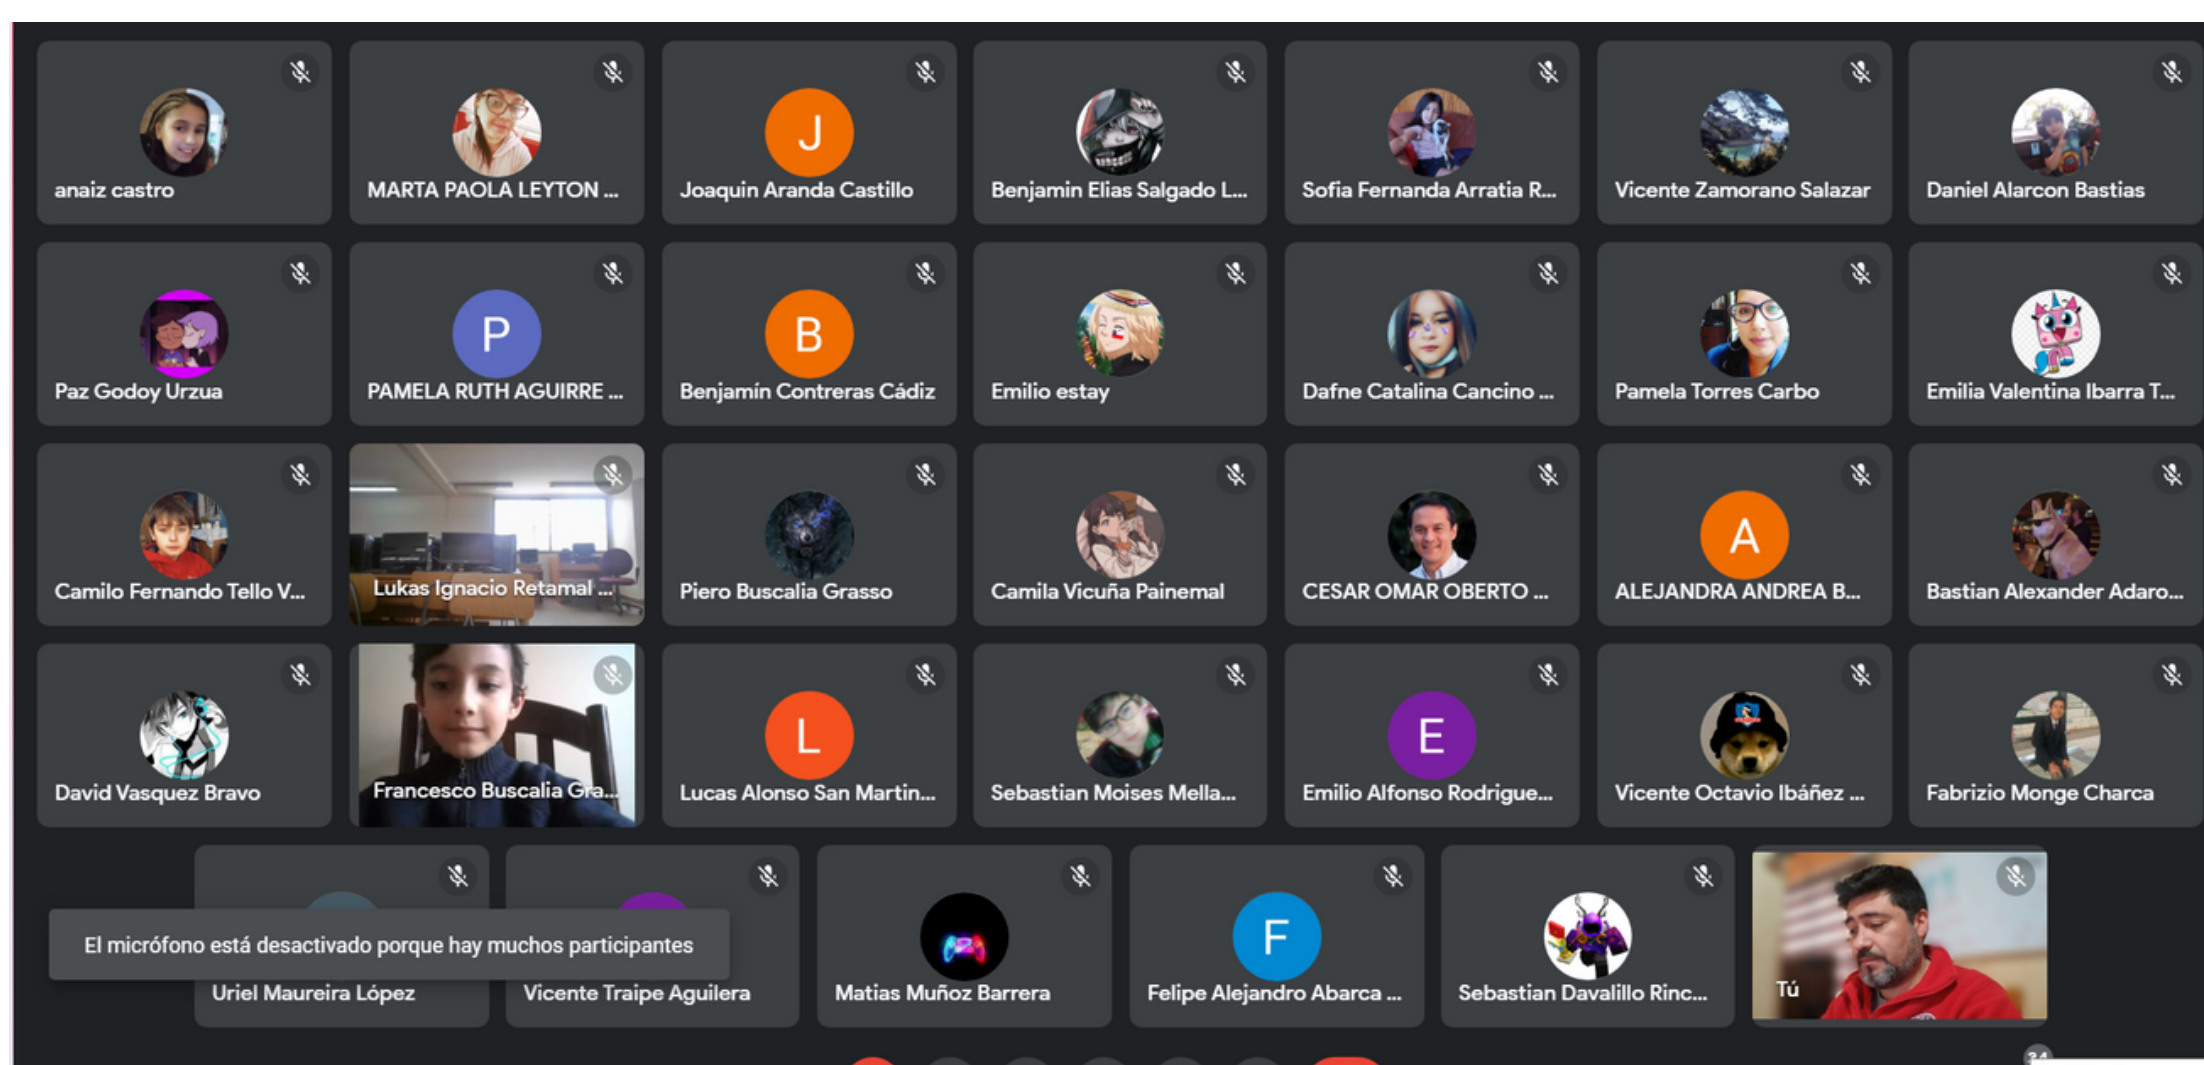 anaiz castro
MARTA PAOLA LEYTON ...
J
Joaquin Aranda Castillo
Benjamin Elias Salgado L...
Sofia Fernanda Arratia R...
Vicente Zamorano Salazar
Daniel Alarcon Bastias
Paz Godoy Urzua
P
PAMELA RUTH AGUIRRE ...
B
Benjamín Contreras Cádiz
Emilio estay
Dafne Catalina Cancino ...
Pamela Torres Carbo
Emilia Valentina Ibarra T...
Camilo Fernando Tello V...
Lukas Ignacio Retamal ...
Piero Buscalia Grasso
Camila Vicuña Painemal
CESAR OMAR OBERTO ...
A
ALEJANDRA ANDREA B...
Bastian Alexander Adaro...
David Vasquez Bravo
Francesco Buscalia Gra...
L
Lucas Alonso San Martin...
Sebastian Moises Mella...
E
Emilio Alfonso Rodrigue...
Vicente Octavio Ibáñez ...
Fabrizio Monge Charca
El micrófono está desactivado porque hay muchos participantes
Uriel Maureira López
Vicente Traipe Aguilera
Matias Muñoz Barrera
F
Felipe Alejandro Abarca ...
Sebastian Davalillo Rinc...
Tú